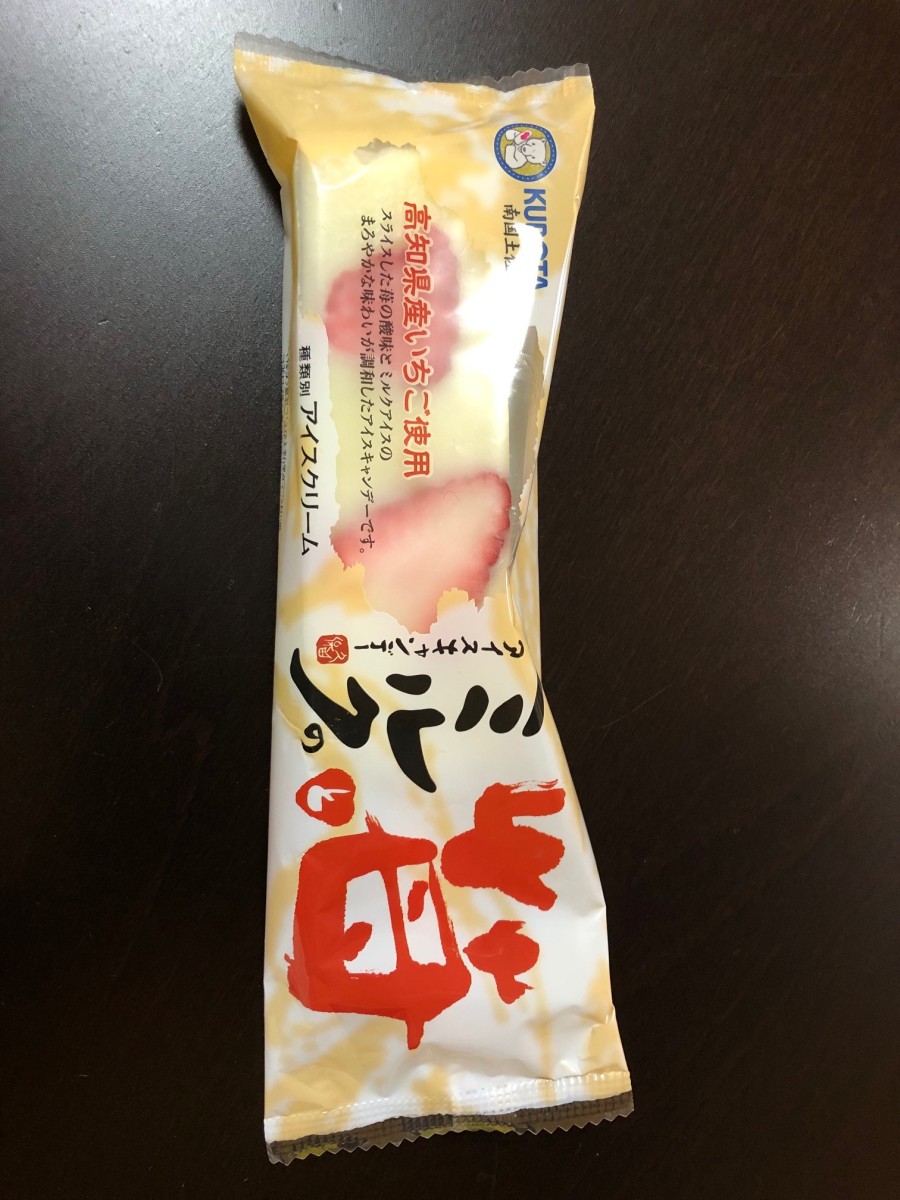 KUBOTA
南国土佐
苺と
ミルクの
アイスキャンデー
高知県産いちご使用
スライスした苺の酸味とミルクアイスの
まろやかな味わいが調和したアイスキャンデーです。
種類別 アイスクリーム